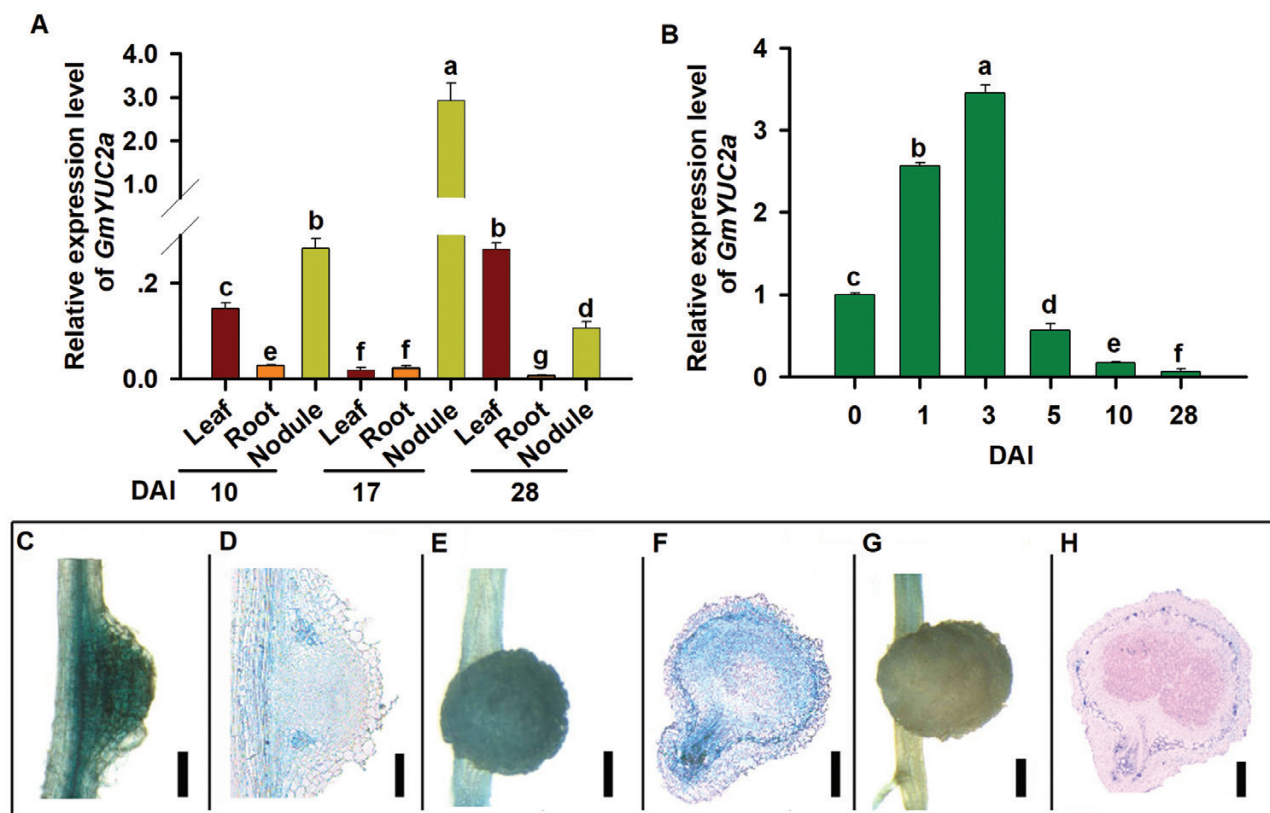 A
Relative expression level
of GmYUC2a
4.0
3.0
2.0
1.0
.2
0.0
c
e
b
f
f
a
b
g
d
Leaf
Root
Nodule
Leaf
Root
Nodule
Leaf
Root
Nodule
DAI
10
17
28
B
Relative expression level
of GmYUC2a
4
3
2
1
0
c
b
a
d
e
f
0
1
3
5
10
28
DAI
C
D
E
F
G
H